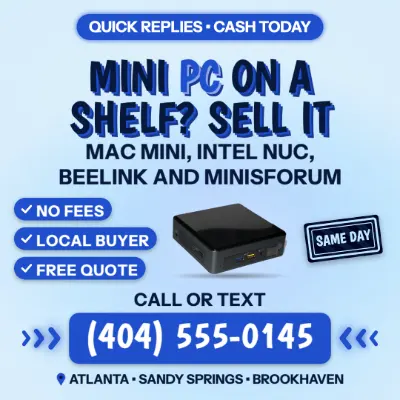 QUICK REPLIES • CASH TODAY
MINI PC ON A
SHELF? SELL IT
MAC MINI, INTEL NUC,
BEELINK AND MINISFORUM
NO FEES
LOCAL BUYER
FREE QUOTE
SAME DAY
CALL OR TEXT
(404) 555-0145
ATLANTA • SANDY SPRINGS • BROOKHAVEN